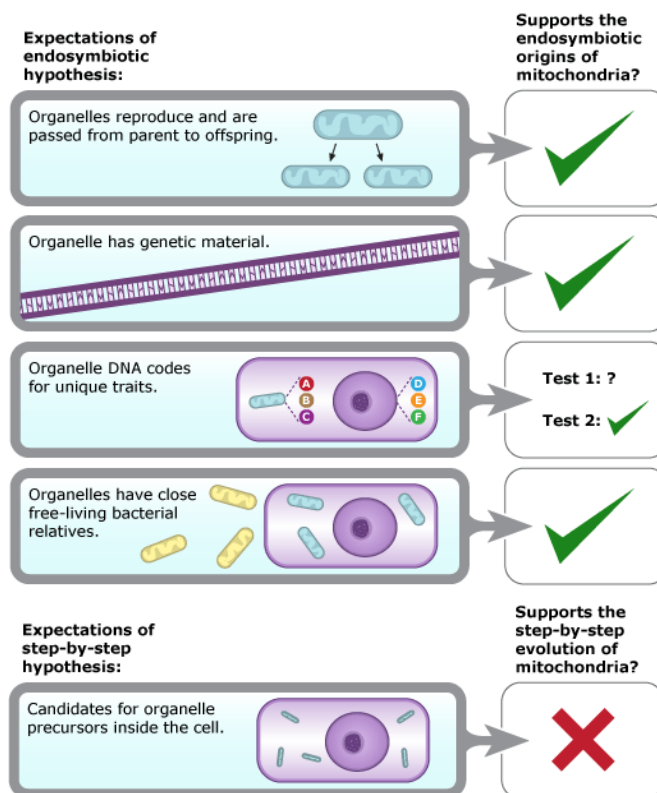 Expectations of
endosymbiotic
hypothesis:
Supports the
endosymbiotic
origins of
mitochondria?
Organelles reproduce and are
passed from parent to offspring.
Organelle has genetic material.
Organelle DNA codes
for unique traits.
A
B
C
D
E
F
Test 1: ?
Test 2:
Organelles have close
free-living bacterial
relatives.
Expectations of
step-by-step
hypothesis:
Supports the
step-by-step
evolution of
mitochondria?
Candidates for organelle
precursors inside the cell.